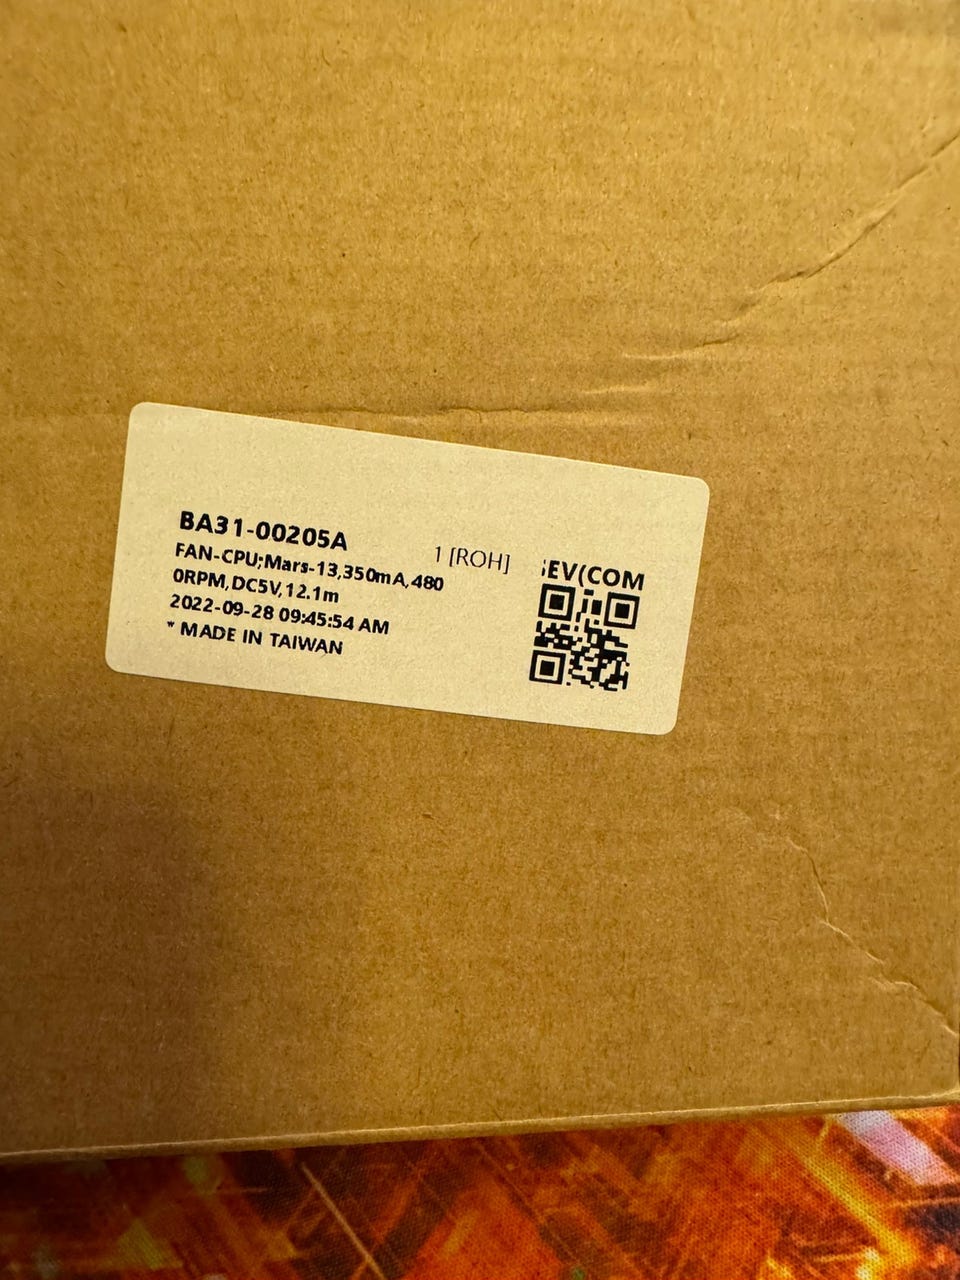 BA31-00205A
1 [ROH]
FAN-CPU;Mars-13,350mA,480
0RPM,DC5V,12.1m
2022-09-28 09:45:54 AM
* MADE IN TAIWAN
EV(COM